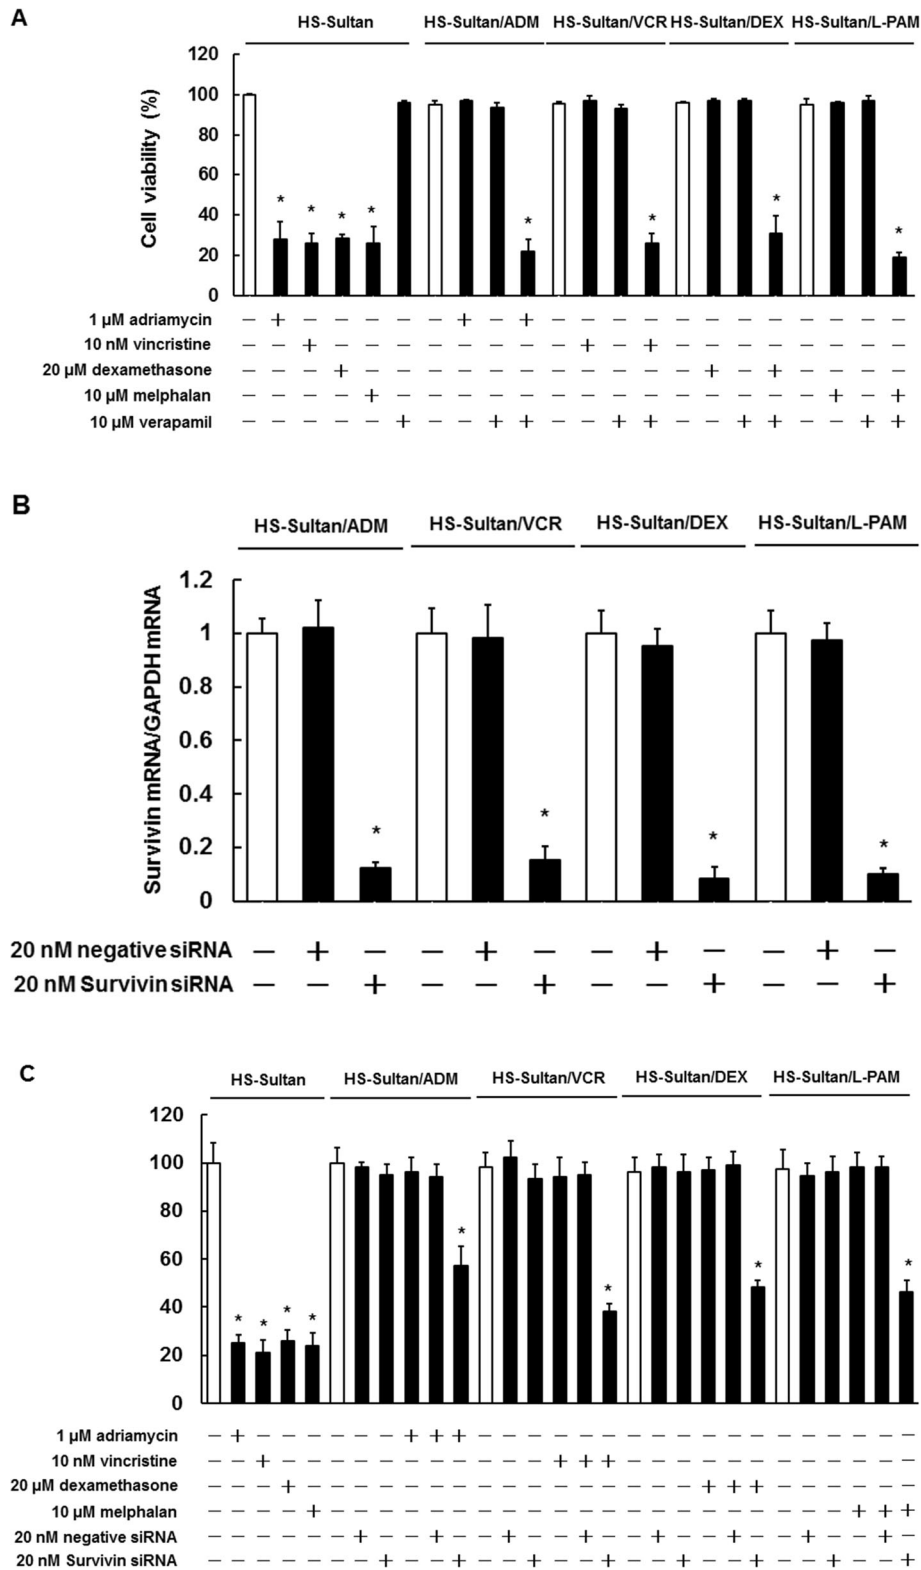 A
HS-Sultan HS-Sultan/ADM HS-Sultan/VCR HS-Sultan/DEX HS-Sultan/L-PAM
Cell viability (%)
120
100
80
60
40
20
0
* * * * * * * *
1 µM adriamycin — + — — — — — + — + — — — — — — — — — — — —
10 nM vincristine — — + — — — — — — — — + — + — — — — — — — —
20 µM dexamethasone — — — + — — — — — — — — — — — + — + — — — —
10 µM melphalan — — — — + — — — — — — — — — — — — — — + — +
10 µM verapamil — — — — — + — — + + — — + + — — + + — — + +
B
HS-Sultan/ADM HS-Sultan/VCR HS-Sultan/DEX HS-Sultan/L-PAM
Survivin mRNA/GAPDH mRNA
1.2
1
0.8
0.6
0.4
0.2
0
* * * *
20 nM negative siRNA — + — — + — — + — — + —
20 nM Survivin siRNA — — + — — + — — + — — +
C
HS-Sultan HS-Sultan/ADM HS-Sultan/VCR HS-Sultan/DEX HS-Sultan/L-PAM
120
100
80
60
40
20
0
* * * * * * * *
1 µM adriamycin — + — — — — — — + + + — — — — — — — — — — — — — — — — — —
10 nM vincristine — — + — — — — — — — — — — — + + + — — — — — — — — — — — —
20 µM dexamethasone — — — + — — — — — — — — — — — — — — — — + + + — — — — — —
10 µM melphalan — — — — + — — — — — — — — — — — — — — — — — — — — — + + +
20 nM negative siRNA — — — — — — + — — + — — + — — + — — + — — + — — + — — + —
20 nM Survivin siRNA — — — — — — — + — — + — — + — — + — — + — — + — — + — — +